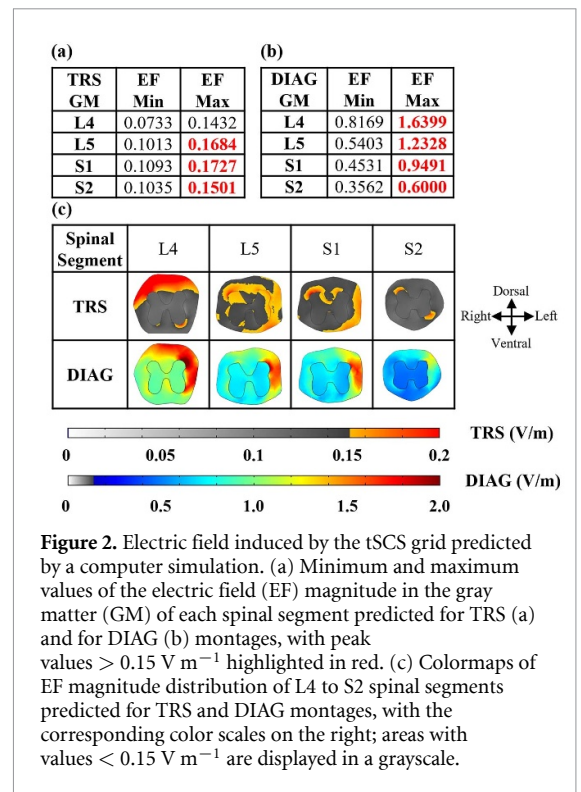 (a)
TRS GM EF Min EF Max
L4 0.0733 0.1432
L5 0.1013 0.1684
S1 0.1093 0.1727
S2 0.1035 0.1501
(b)
DIAG GM EF Min EF Max
L4 0.8169 1.6399
L5 0.5403 1.2328
S1 0.4531 0.9491
S2 0.3562 0.6000
(c)
Spinal Segment L4 L5 S1 S2
TRS
DIAG
Dorsal
Right Left
Ventral
TRS (V/m)
0 0.05 0.1 0.15 0.2
DIAG (V/m)
0 0.5 1.0 1.5 2.0
Figure 2. Electric field induced by the tSCS grid predicted
by a computer simulation. (a) Minimum and maximum
values of the electric field (EF) magnitude in the gray
matter (GM) of each spinal segment predicted for TRS (a)
and for DIAG (b) montages, with peak
values > 0.15 V m⁻¹ highlighted in red. (c) Colormaps of
EF magnitude distribution of L4 to S2 spinal segments
predicted for TRS and DIAG montages, with the
corresponding color scales on the right; areas with
values < 0.15 V m⁻¹ are displayed in a grayscale.